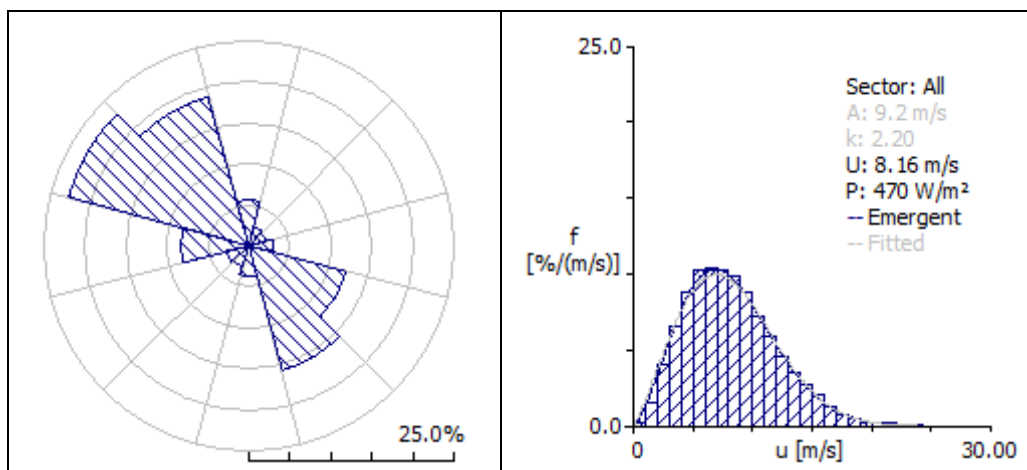 25.0%
25.0
Sector: All
A: 9.2 m/s
k: 2.20
U: 8.16 m/s
P: 470 W/m²
-- Emergent
-- Fitted
f
[%/(m/s)]
0.0
0
u [m/s]
30.00